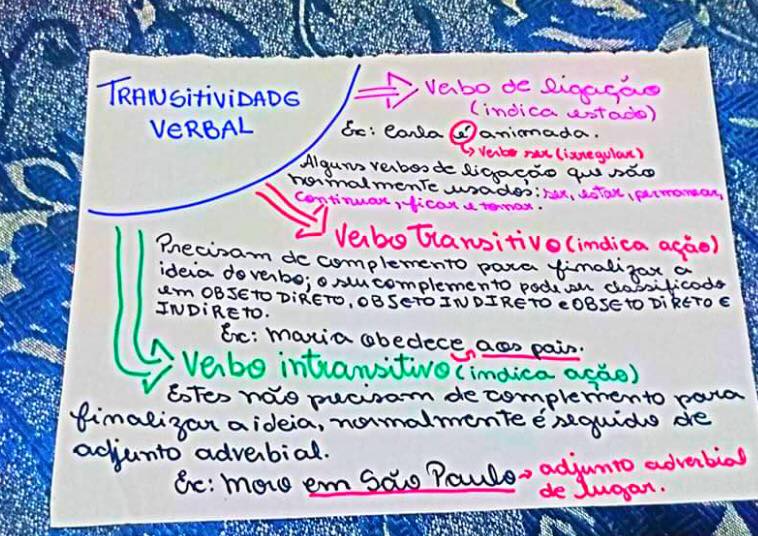 TRANSITIVIDADE
VERBAL
Verbo de ligação
(indica estado)
Ex: Carla é animada.
Verbo ser (irregular)
Alguns verbos de ligação que são
normalmente usados: ser, estar, permanecer,
continuar, ficar e tornar.
Verbo Transitivo (indica ação)
Precisam de complemento para finalizar a
ideia do verbo; o seu complemento pode ser classificado
em OBJETO DIRETO, OBJETO INDIRETO e OBJETO DIRETO E
INDIRETO.
Ex: Maria obedece aos pais.
Verbo intransitivo (indica ação)
Estes não precisam de complemento para
finalizar a ideia, normalmente é seguido de
adjunto adverbial.
Ex: Moro em São Paulo → adjunto adverbial
de lugar.